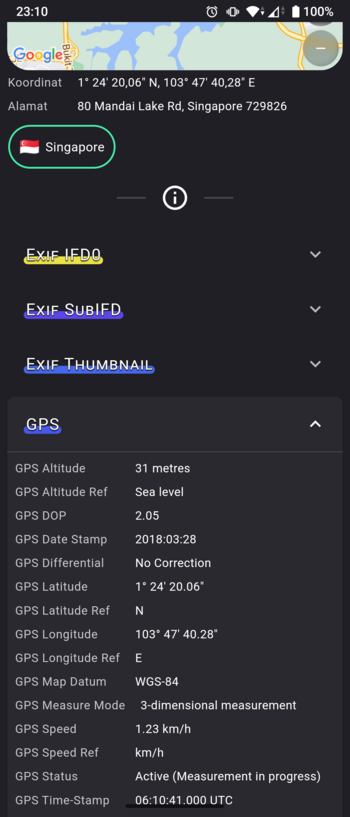 23:10
100%
Google
Bukit
Koordinat 1° 24' 20,06" N, 103° 47' 40,28" E
Alamat 80 Mandai Lake Rd, Singapore 729826
Singapore
Exif IFD0
Exif SubIFD
Exif Thumbnail
GPS
GPS Altitude 31 metres
GPS Altitude Ref Sea level
GPS DOP 2.05
GPS Date Stamp 2018:03:28
GPS Differential No Correction
GPS Latitude 1° 24' 20.06"
GPS Latitude Ref N
GPS Longitude 103° 47' 40.28"
GPS Longitude Ref E
GPS Map Datum WGS-84
GPS Measure Mode 3-dimensional measurement
GPS Speed 1.23 km/h
GPS Speed Ref km/h
GPS Status Active (Measurement in progress)
GPS Time-Stamp 06:10:41.000 UTC